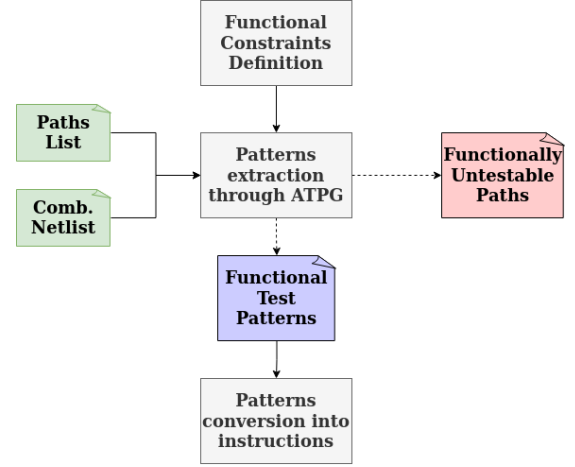 Functional
Constraints
Definition
Paths
List
Patterns
extraction
through ATPG
Functionally
Untestable
Paths
Comb.
Netlist
Functional
Test
Patterns
Patterns
conversion into
instructions